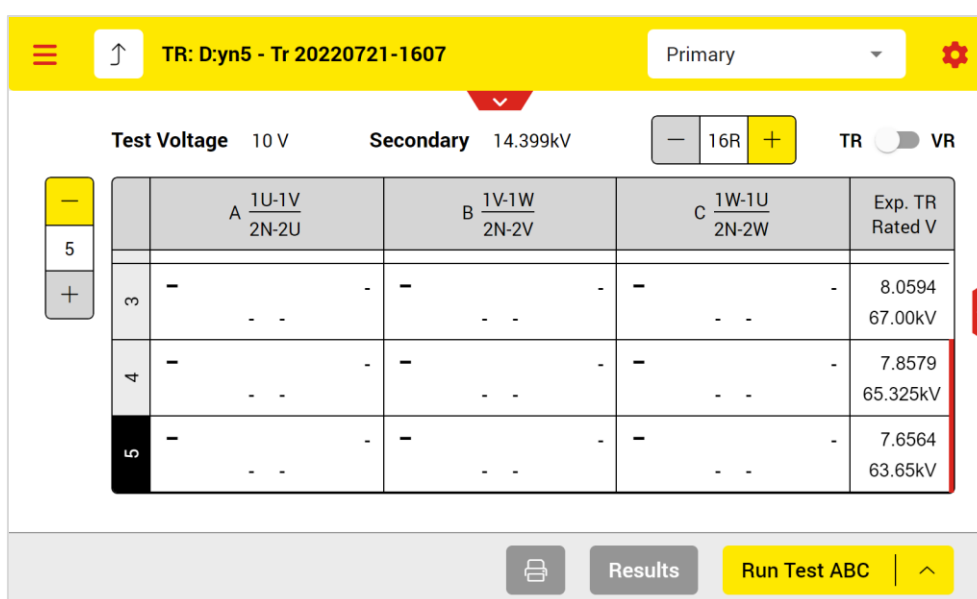 TR: D:yn5 - Tr 20220721-1607 Primary
Test Voltage 10 V Secondary 14.399kV − 16R + TR VR
−
5
+
A 1U-1V
2N-2U
B 1V-1W
2N-2V
C 1W-1U
2N-2W
Exp. TR
Rated V
3 - - - - - - 8.0594
- - - - - - 67.00kV
4 - - - - - - 7.8579
- - - - - - 65.325kV
5 - - - - - - 7.6564
- - - - - - 63.65kV
Results Run Test ABC